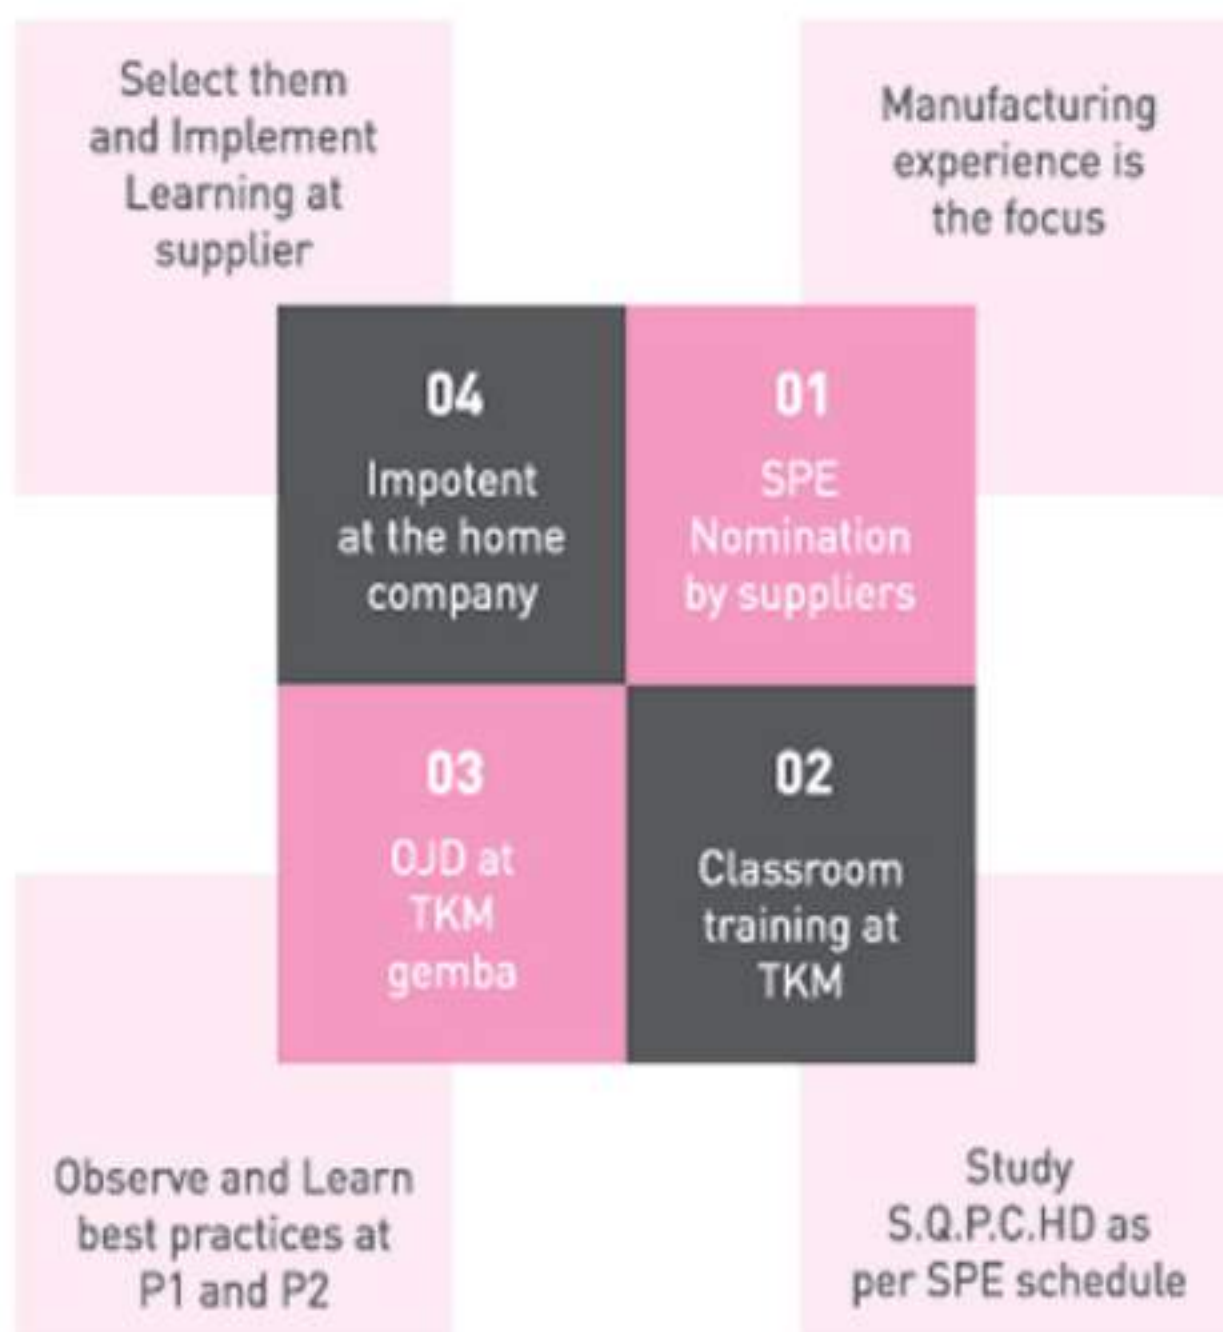 Select them
and Implement
Learning at
supplier
Manufacturing
experience is
the focus
04
Impotent
at the home
company
01
SPE
Nomination
by suppliers
03
OJD at
TKM
gemba
02
Classroom
training at
TKM
Observe and Learn
best practices at
P1 and P2
Study
S.Q.P.C.HD as
per SPE schedule